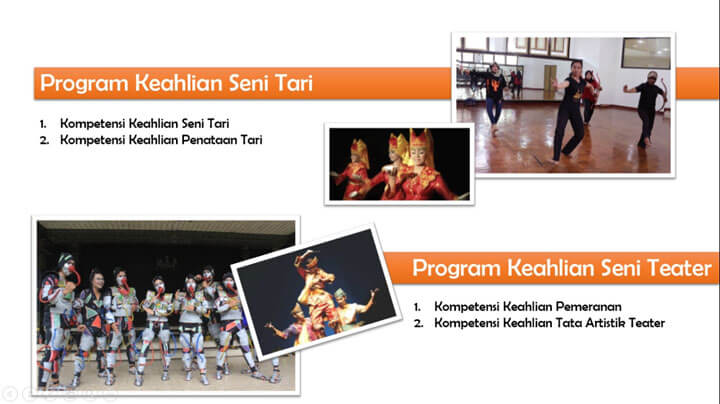 Program Keahlian Seni Tari
1. Kompetensi Keahlian Seni Tari
2. Kompetensi Keahlian Penataan Tari
Program Keahlian Seni Teater
1. Kompetensi Keahlian Pemeranan
2. Kompetensi Keahlian Tata Artistik Teater